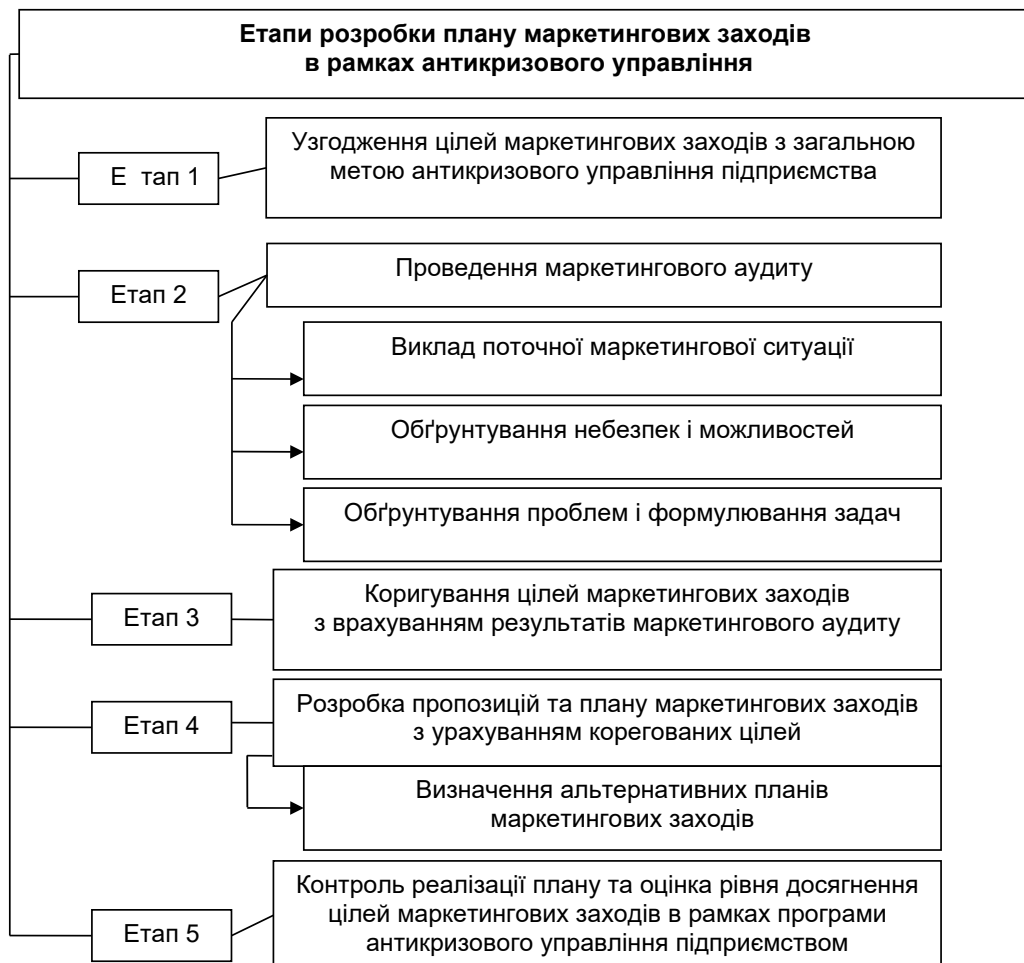 Етапи розробки плану маркетингових заходів
в рамках антикризового управління
Узгодження цілей маркетингових заходів з загальною
Е тап 1
метою антикризового управління підприємства
Проведення маркетингового аудиту
Етап 2
Виклад поточної маркетингової ситуації
Обґрунтування небезпек і можливостей
Обґрунтування проблем і формулювання задач
Коригування цілей маркетингових заходів
Етап 3
з врахуванням результатів маркетингового аудиту
Розробка пропозицій та плану маркетингових заходів
Етап 4
з урахуванням корегованих цілей
Визначення альтернативних планів
маркетингових заходів
Контроль реалізації плану та оцінка рівня досягнення
цілей маркетингових заходів в рамках програми
Етап 5
антикризового управління підприємством